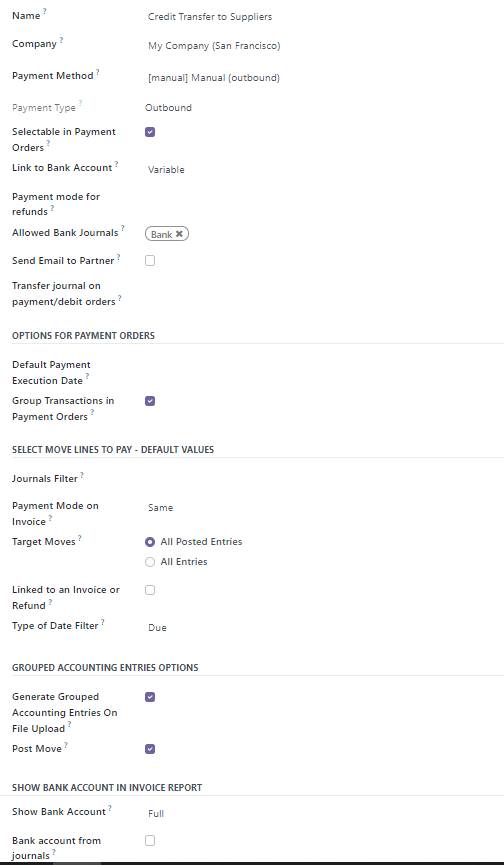 Name ? Credit Transfer to Suppliers
Company ? My Company (San Francisco)
Payment Method ? [manual] Manual (outbound)
Payment Type ? Outbound
Selectable in Payment
Orders ?
Link to Bank Account ? Variable
Payment mode for
refunds ?
Allowed Bank Journals ? Bank ✖
Send Email to Partner ?
Transfer journal on
payment/debit orders ?
OPTIONS FOR PAYMENT ORDERS
Default Payment
Execution Date ?
Group Transactions in
Payment Orders ?
SELECT MOVE LINES TO PAY - DEFAULT VALUES
Journals Filter ?
Payment Mode on Same
Invoice ?
Target Moves ? All Posted Entries
All Entries
Linked to an Invoice or
Refund ?
Type of Date Filter ? Due
GROUPED ACCOUNTING ENTRIES OPTIONS
Generate Grouped
Accounting Entries On
File Upload ?
Post Move ?
SHOW BANK ACCOUNT IN INVOICE REPORT
Show Bank Account ? Full
Bank account from
journals ?